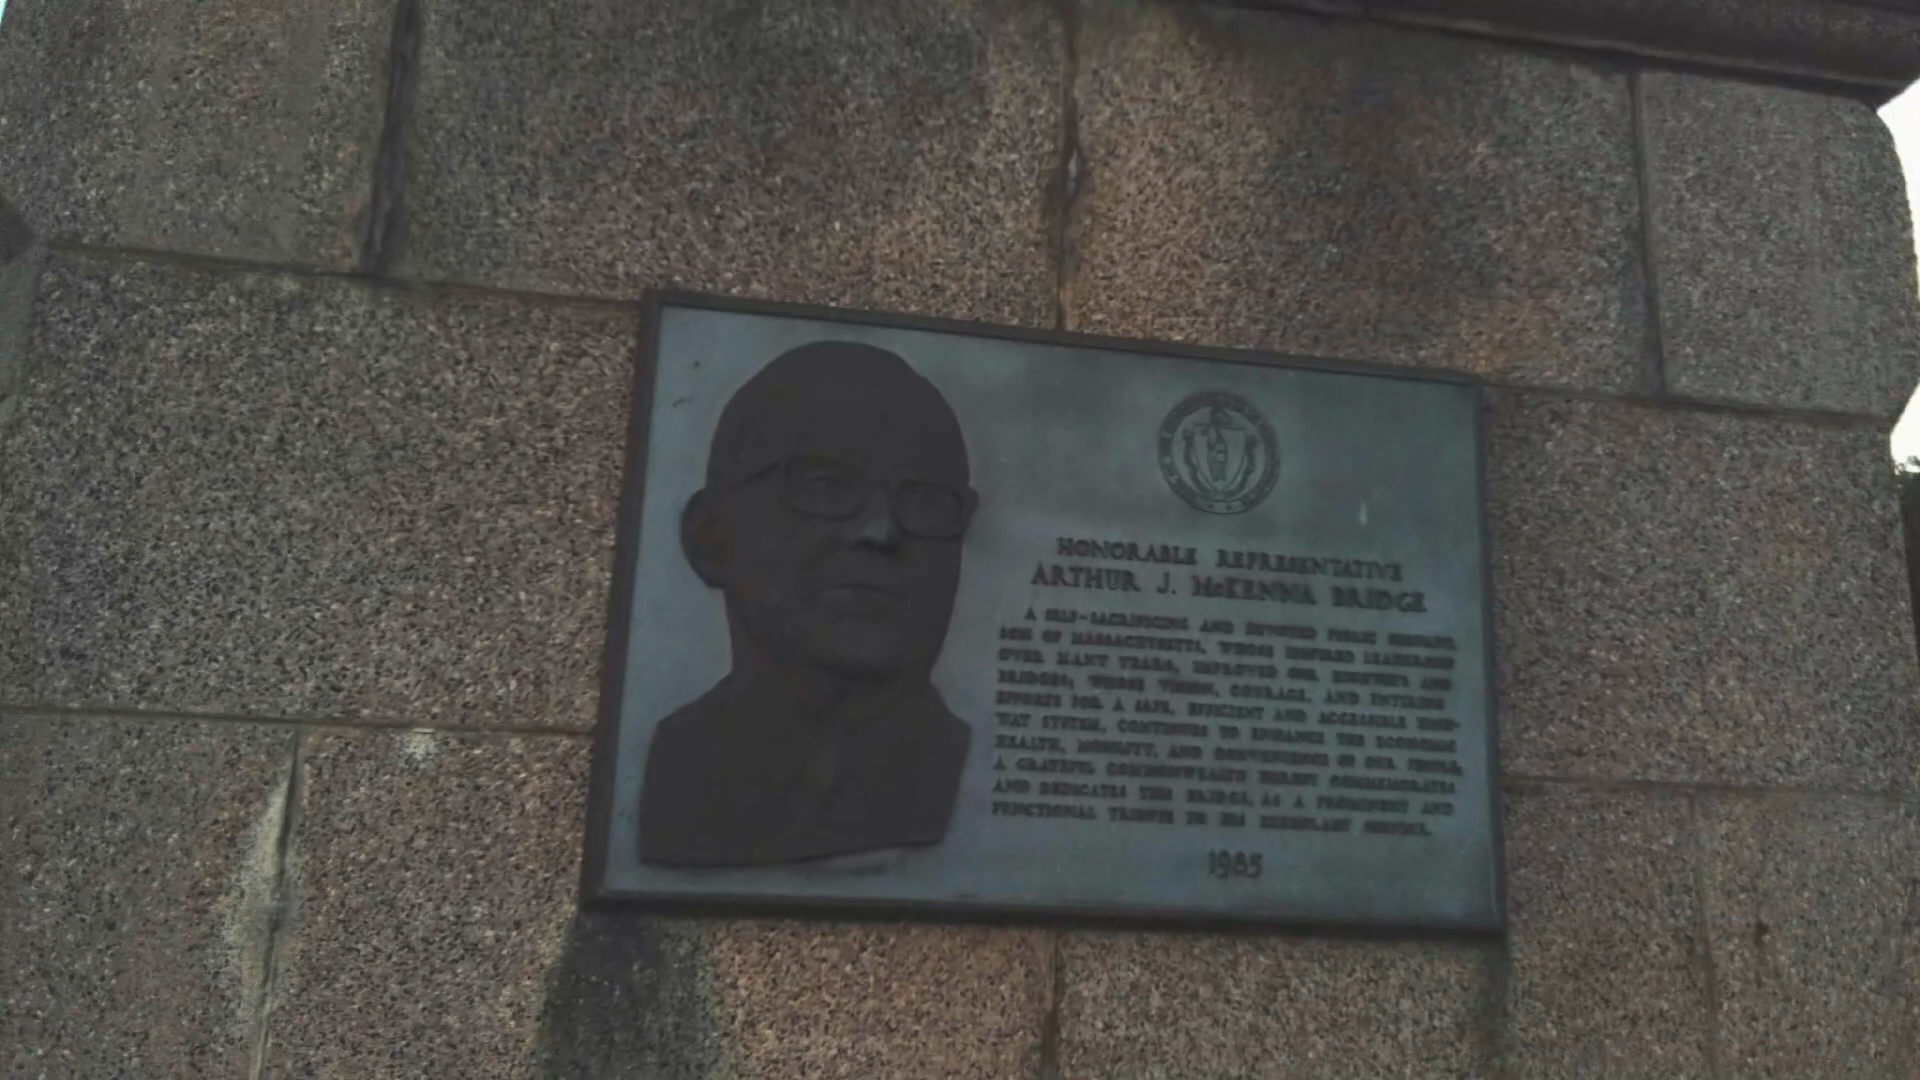 HONORABLE REPRESENTATIVE
ARTHUR J. McKENNA BRIDGE
A SELF-SACRIFICING AND DEVOTED PUBLIC SERVANT,
SON OF MASSACHUSETTS, WHOSE INSPIRED LEADERSHIP
OVER MANY YEARS, IMPROVED OUR HIGHWAYS AND
BRIDGES; WHOSE VISION, COURAGE, AND UNTIRING
EFFORTS FOR A SAFE, EFFICIENT AND ACCESSIBLE HIGH-
WAY SYSTEM, CONTINUES TO ENHANCE THE ECONOMIC
HEALTH, MOBILITY, AND CONVENIENCE OF OUR PEOPLE.
A GRATEFUL COMMONWEALTH HEREBY COMMEMORATES
AND DEDICATES THIS BRIDGE, AS A PROMINENT AND
FUNCTIONAL TRIBUTE TO HIS EXEMPLARY SERVICE.
1985